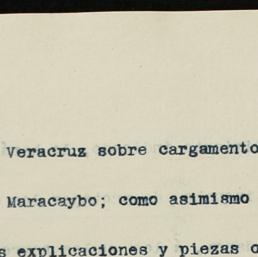 Veracruz sobre cargamento
Maracaybo; como asimismo
explicaciones y piezas